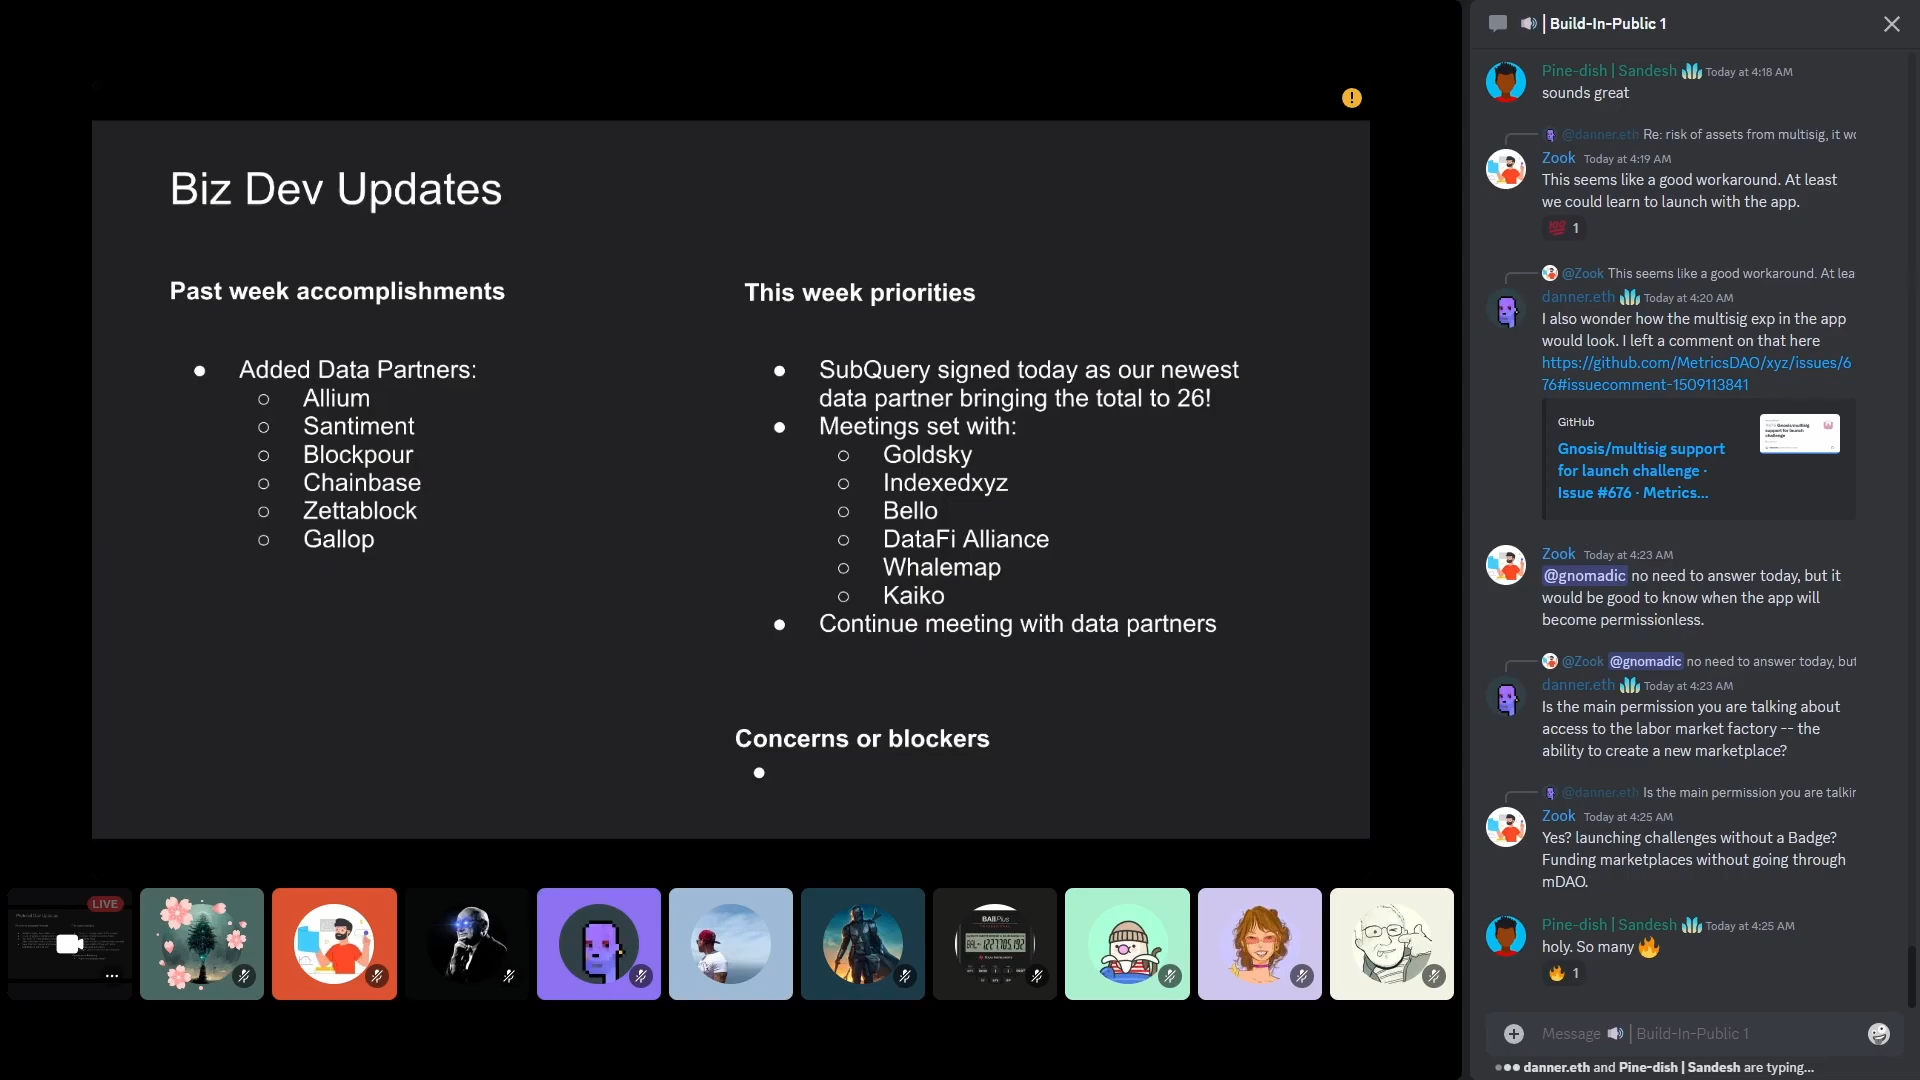 Biz Dev Updates
Past week accomplishments
● Added Data Partners:
○ Allium
○ Santiment
○ Blockpour
○ Chainbase
○ Zettablock
○ Gallop
This week priorities
● SubQuery signed today as our newest
data partner bringing the total to 26!
● Meetings set with:
○ Goldsky
○ Indexedxyz
○ Bello
○ DataFi Alliance
○ Whalemap
○ Kaiko
● Continue meeting with data partners
Concerns or blockers
●
LIVE
BAII Plus
| Build-In-Public 1
Pine-dish | Sandesh Today at 4:18 AM
sounds great
@danner.eth Re: risk of assets from multisig, it wo
Zook Today at 4:19 AM
This seems like a good workaround. At least
we could learn to launch with the app.
💯 1
@Zook This seems like a good workaround. At lea
danner.eth Today at 4:20 AM
I also wonder how the multisig exp in the app
would look. I left a comment on that here
https://github.com/MetricsDAO/xyz/issues/6
76#issuecomment-1509113841
GitHub
Gnosis/multisig support
for launch challenge ·
Issue #676 · Metrics...
Zook Today at 4:23 AM
@gnomadic no need to answer today, but it
would be good to know when the app will
become permissionless.
@Zook @gnomadic no need to answer today, but
danner.eth Today at 4:23 AM
Is the main permission you are talking about
access to the labor market factory -- the
ability to create a new marketplace?
@danner.eth Is the main permission you are talkin
Zook Today at 4:25 AM
Yes? launching challenges without a Badge?
Funding marketplaces without going through
mDAO.
Pine-dish | Sandesh Today at 4:25 AM
holy. So many 🔥
🔥 1
Message | Build-In-Public 1
danner.eth and Pine-dish | Sandesh are typing...